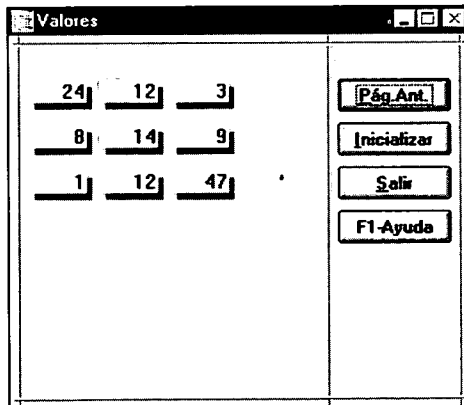 Valores
24 12 3
8 14 9
1 12 47
Pág.Ant.
Inicializar
Salir
F1-Ayuda